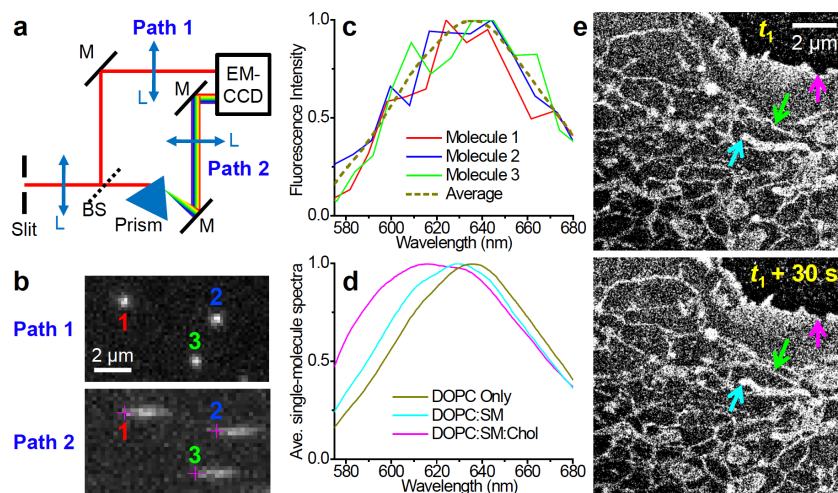 a
Path 1
M
L
EM-
CCD
M
L
Path 2
L
BS
Prism
M
Slit
b
Path 1
1
2
3
2 µm
Path 2
1
2
3
c
Fluorescence Intensity
1.0
0.5
0.0
Molecule 1
Molecule 2
Molecule 3
Average
580 600 620 640 660 680
Wavelength (nm)
d
Ave. single-molecule spectra
1.0
0.5
0.0
DOPC Only
DOPC:SM
DOPC:SM:Chol
580 600 620 640 660 680
Wavelength (nm)
e
t1
2 µm
t1 + 30 s